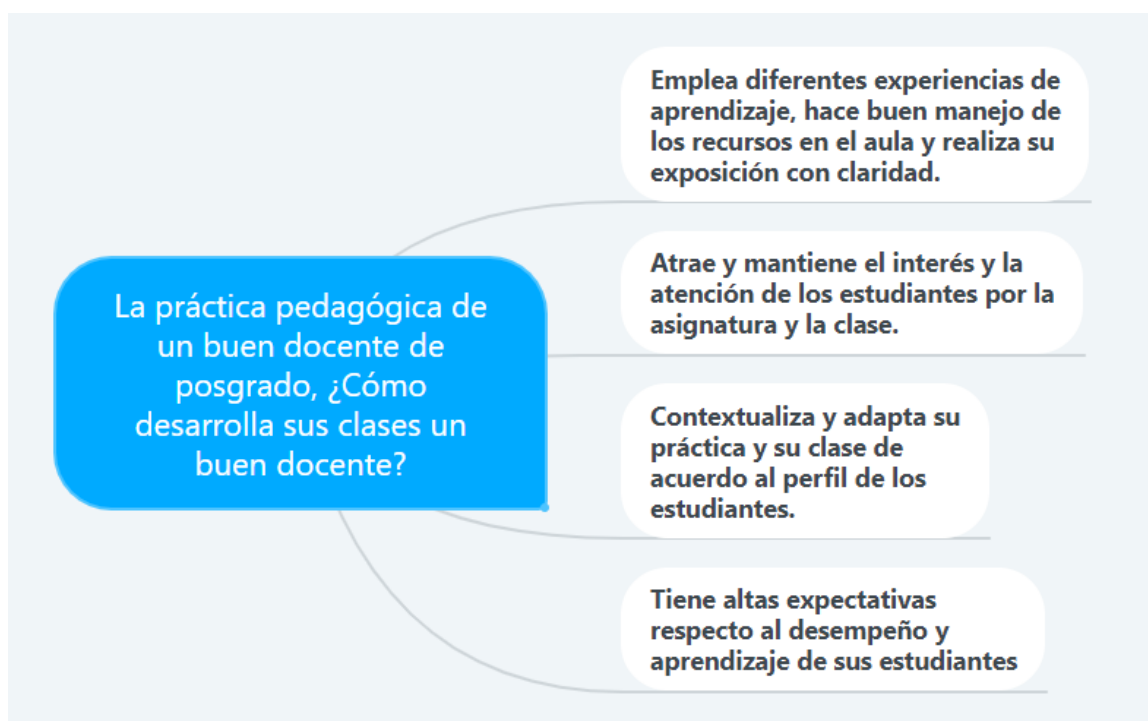 La práctica pedagógica de
un buen docente de
posgrado, ¿Cómo
desarrolla sus clases un
buen docente?
Emplea diferentes experiencias de
aprendizaje, hace buen manejo de
los recursos en el aula y realiza su
exposición con claridad.
Atrae y mantiene el interés y la
atención de los estudiantes por la
asignatura y la clase.
Contextualiza y adapta su
práctica y su clase de
acuerdo al perfil de los
estudiantes.
Tiene altas expectativas
respecto al desempeño y
aprendizaje de sus estudiantes